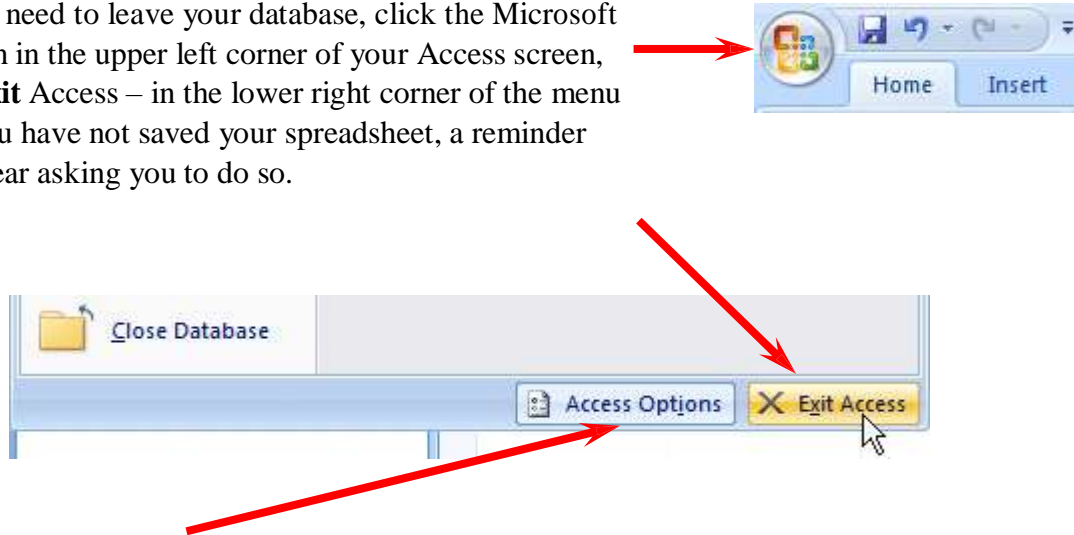 need to leave your database, click the Microsoft
in the upper left corner of your Access screen,
xit Access – in the lower right corner of the menu
u have not saved your spreadsheet, a reminder
ear asking you to do so.
Home Insert
Close Database
Access Options Exit Access